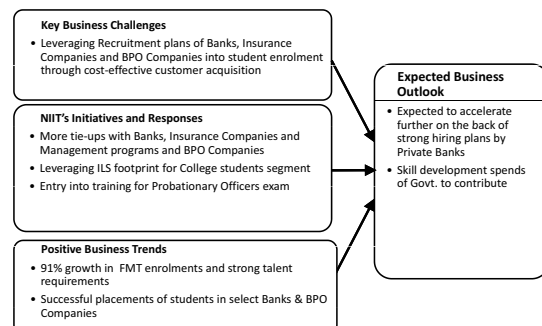 Key Business Challenges
• Leveraging Recruitment plans of Banks, Insurance
Companies and BPO Companies into student enrolment
through cost-effective customer acquisition
NIIT's Initiatives and Responses
• More tie-ups with Banks, Insurance Companies and
Management programs and BPO Companies
• Leveraging ILS footprint for College students segment
• Entry into training for Probationary Officers exam
Positive Business Trends
• 91% growth in FMT enrolments and strong talent
requirements
• Successful placements of students in select Banks & BPO
Companies
Expected Business
Outlook
• Expected to accelerate
further on the back of
strong hiring plans by
Private Banks
• Skill development spends
of Govt. to contribute